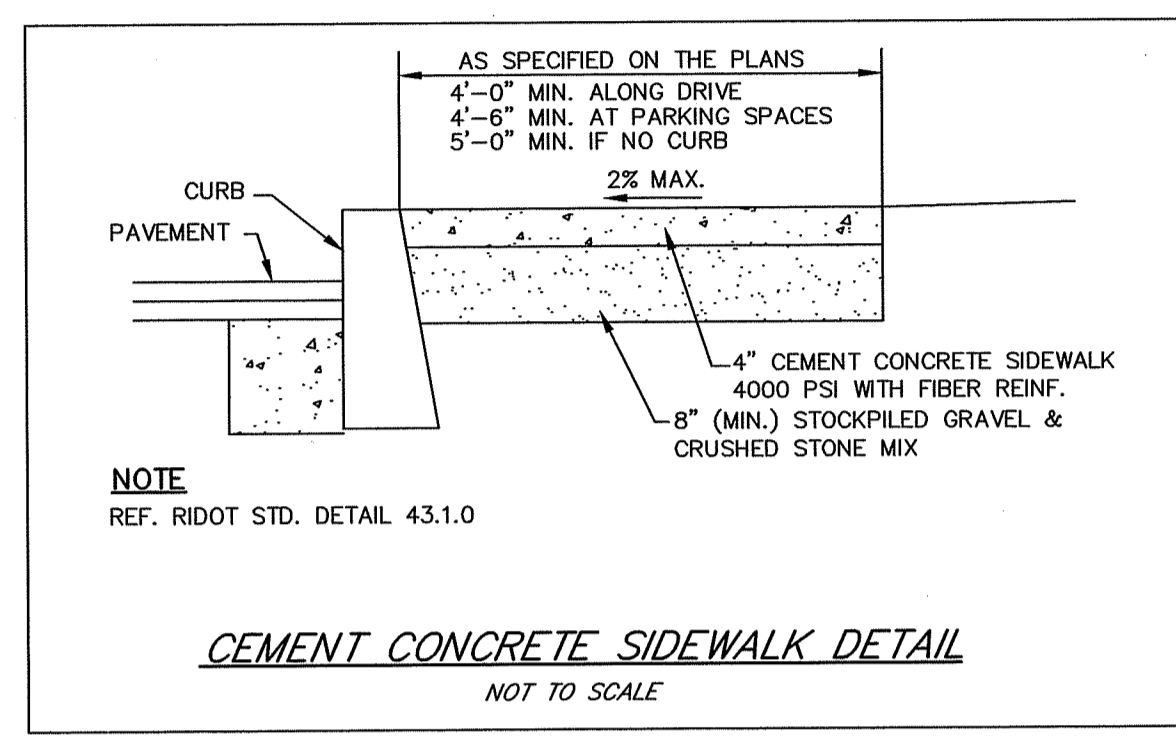 AS SPECIFIED ON THE PLANS
4'-0" MIN. ALONG DRIVE
4'-6" MIN. AT PARKING SPACES
5'-0" MIN. IF NO CURB
2% MAX.
CURB
PAVEMENT
4" CEMENT CONCRETE SIDEWALK
4000 PSI WITH FIBER REINF.
8" (MIN.) STOCKPILED GRAVEL &
CRUSHED STONE MIX
NOTE
REF. RIDOT STD. DETAIL 43.1.0
CEMENT CONCRETE SIDEWALK DETAIL
NOT TO SCALE